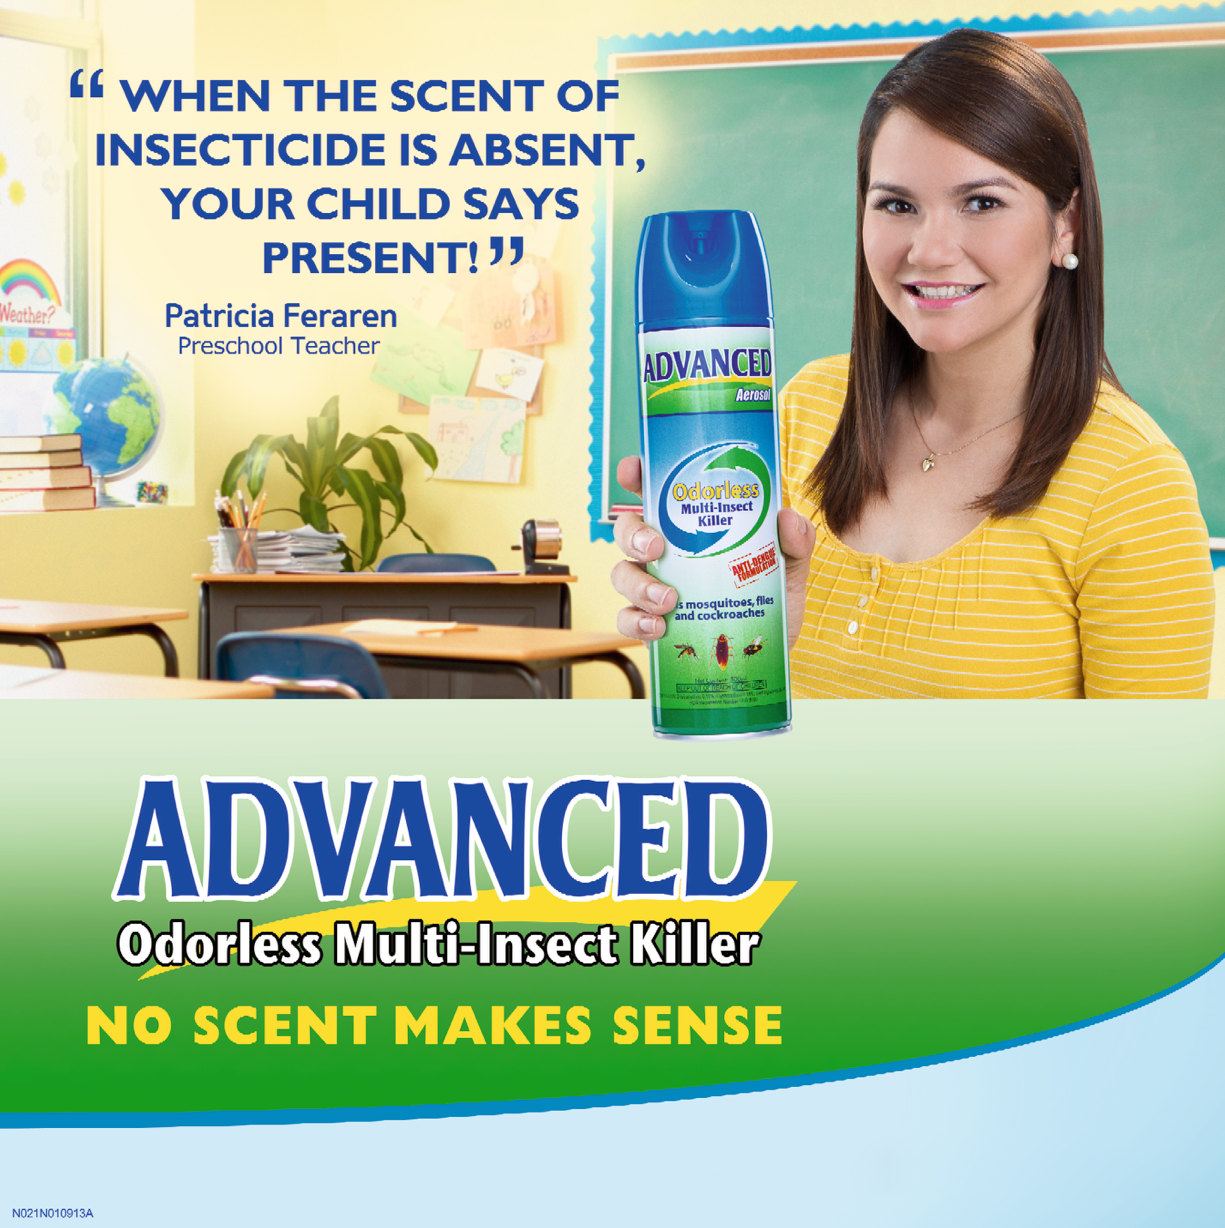 “ WHEN THE SCENT OF
INSECTICIDE IS ABSENT,
YOUR CHILD SAYS
PRESENT! ”
Patricia Feraren
Preschool Teacher
Weather?
ADVANCED
Aerosol
Odorless
Multi-Insect
Killer
ANTI-DENGUE
FORMULATION
mosquitoes, flies
and cockroaches
ADVANCED
Odorless Multi-Insect Killer
NO SCENT MAKES SENSE
N021N010913A